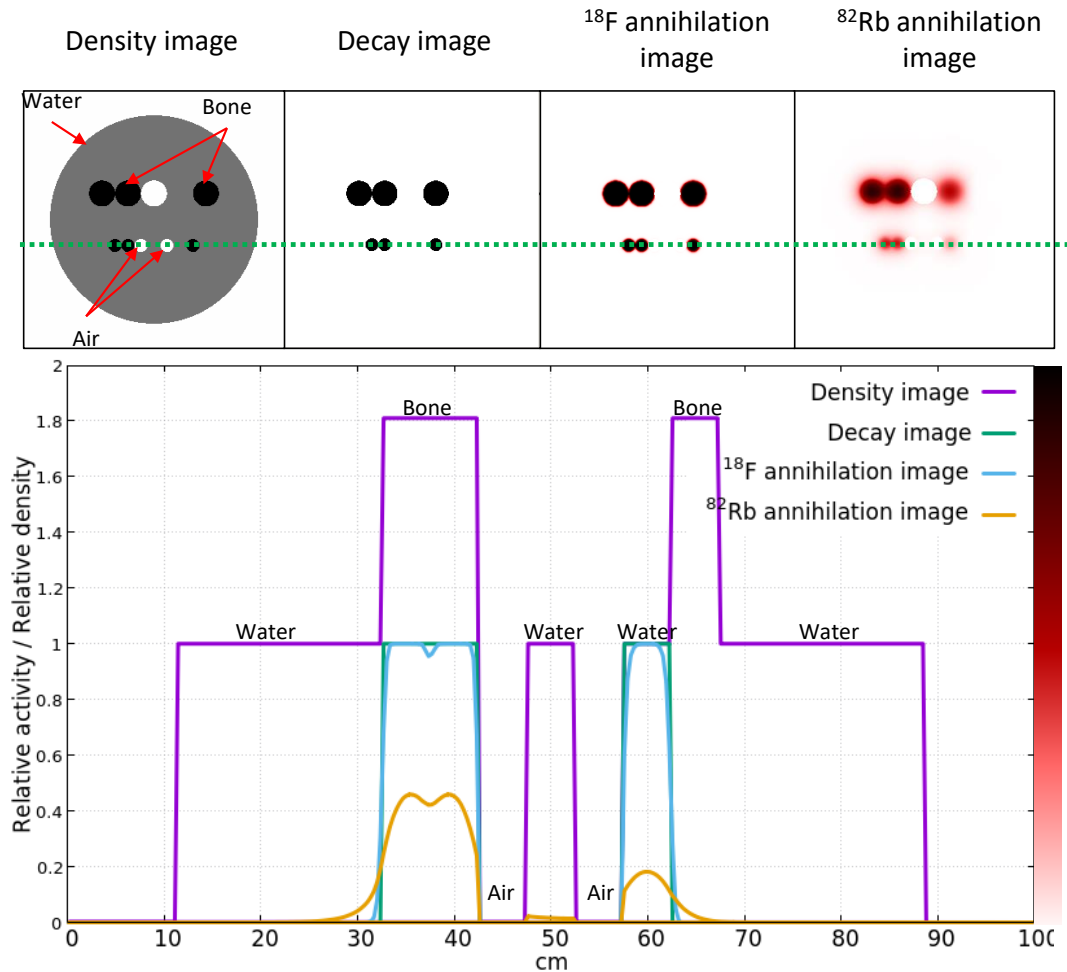 Density image
Decay image
¹⁸F annihilation
image
⁸²Rb annihilation
image
Water
Bone
Air
2
1.8
1.6
1.4
1.2
1
0.8
0.6
0.4
0.2
0
Relative activity / Relative density
Bone
Bone
Density image
Decay image
¹⁸F annihilation image
⁸²Rb annihilation image
Water
Water
Water
Water
Air
Air
0 10 20 30 40 50 60 70 80 90 100
cm